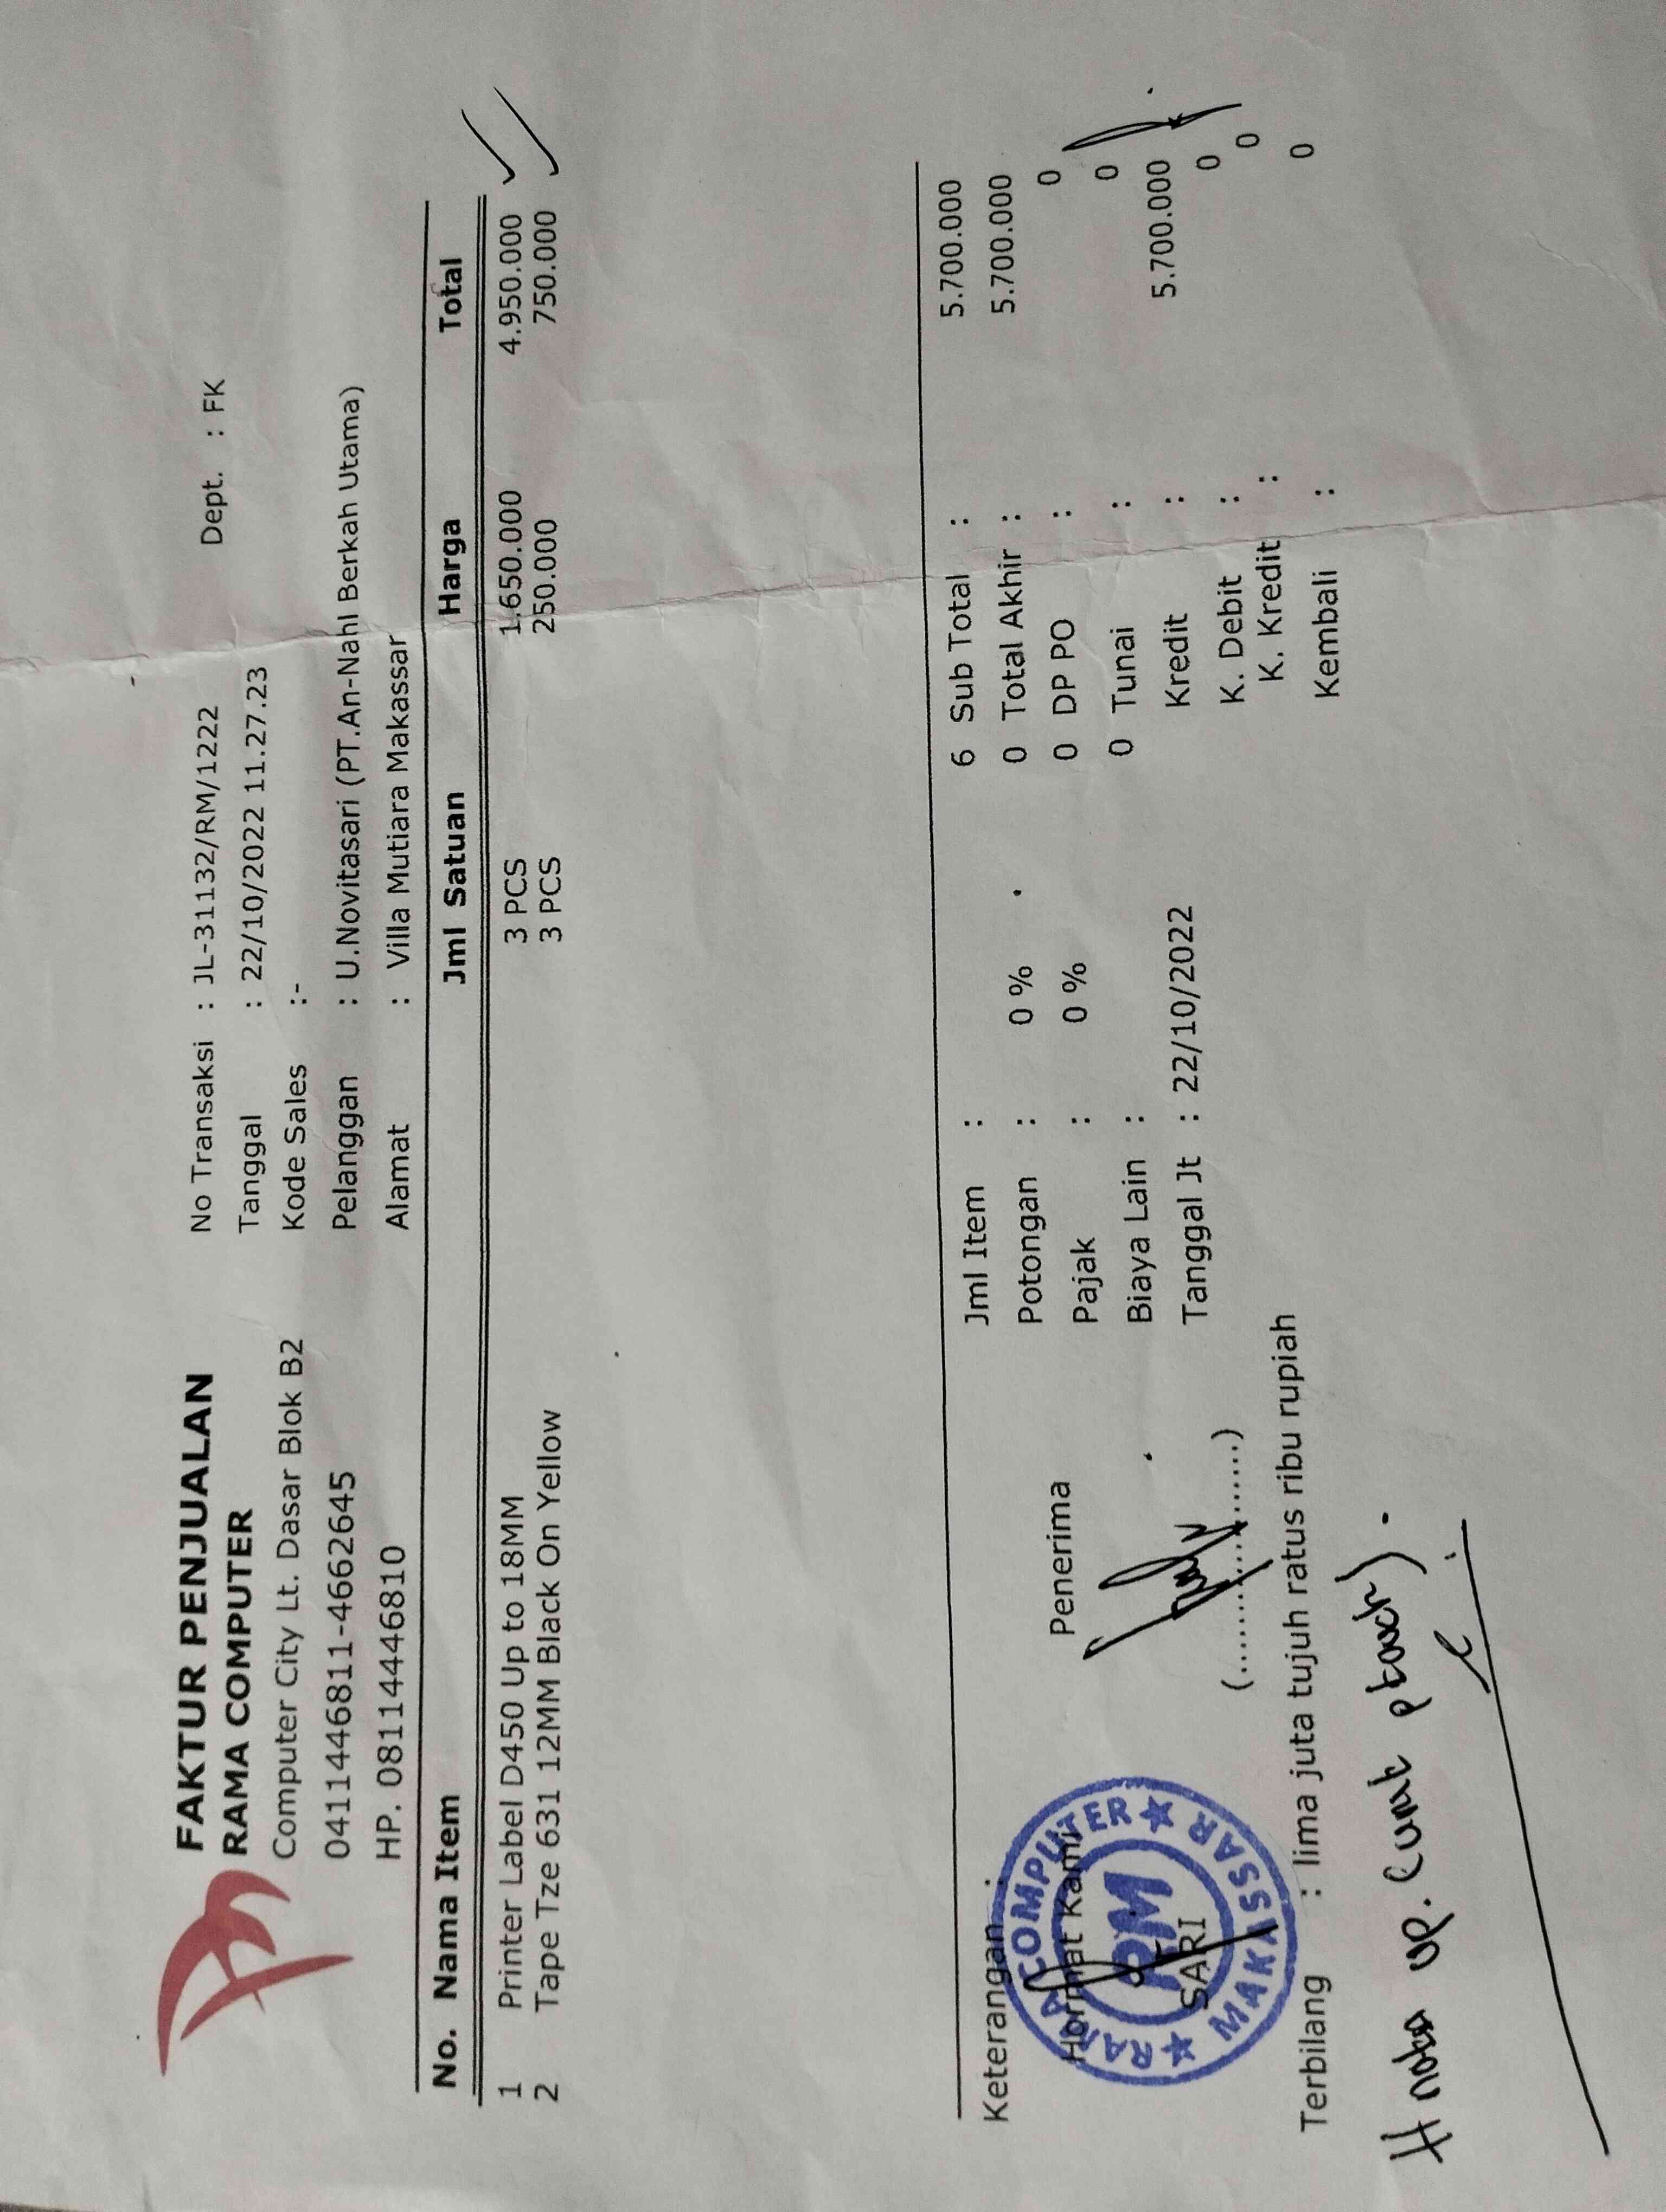 FAKTUR PENJUALAN
RAMA COMPUTER
Computer City Lt. Dasar Blok B2
0411446811-4662645
HP. 08114446810
No Transaksi : JL-31132/RM/1222
Dept. : FK
Tanggal : 22/10/2022 11.27.23
Kode Sales :-
Pelanggan : U.Novitasari (PT.An-Nahl Berkah Utama)
Alamat : Villa Mutiara Makassar
No. Nama Item Jml Satuan Harga Total
1 Printer Label D450 Up to 18MM 3 PCS 1.650.000 4.950.000
2 Tape Tze 631 12MM Black On Yellow 3 PCS 250.000 750.000
Keterangan :
Hormat Kami
SARI
RAMA COMPUTER
RM
MAKASSAR
Penerima
(....................)
Jml Item : 6 Sub Total : 5.700.000
Potongan : 0 % 0 Total Akhir : 5.700.000
Pajak : 0 % 0 DP PO : 0
Biaya Lain : 0 Tunai : 0
Tanggal Jt : 22/10/2022 Kredit : 5.700.000
K. Debit : 0
K. Kredit : 0
Kembali : 0
Terbilang : lima juta tujuh ratus ribu rupiah
# nota up. (unt ptouch).